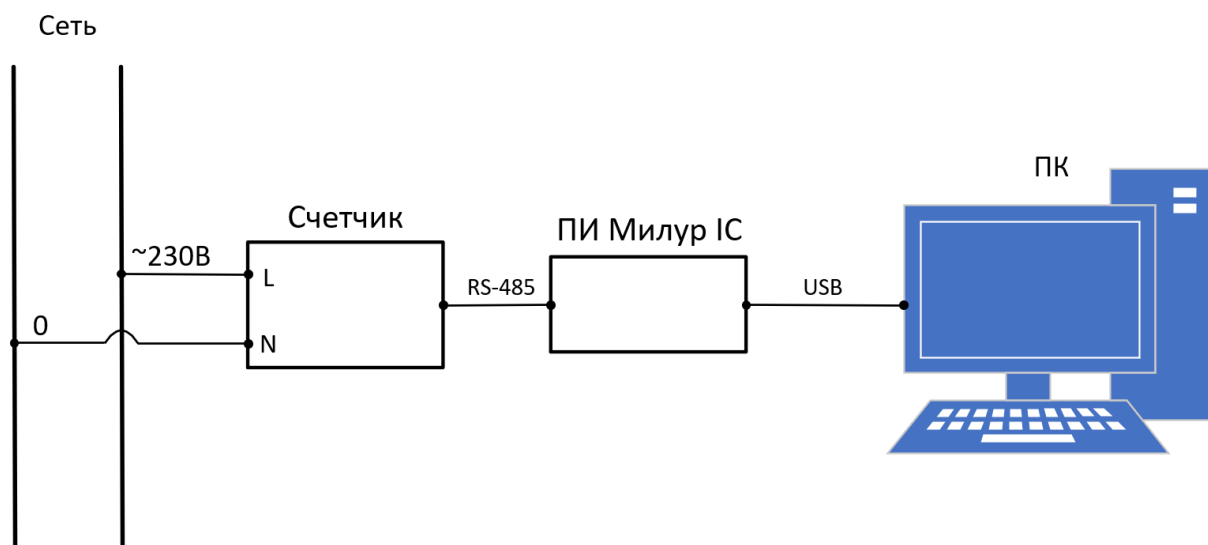 Сеть
ПК
Счетчик
ПИ Милур IC
~230В
L
RS-485
USB
0
N